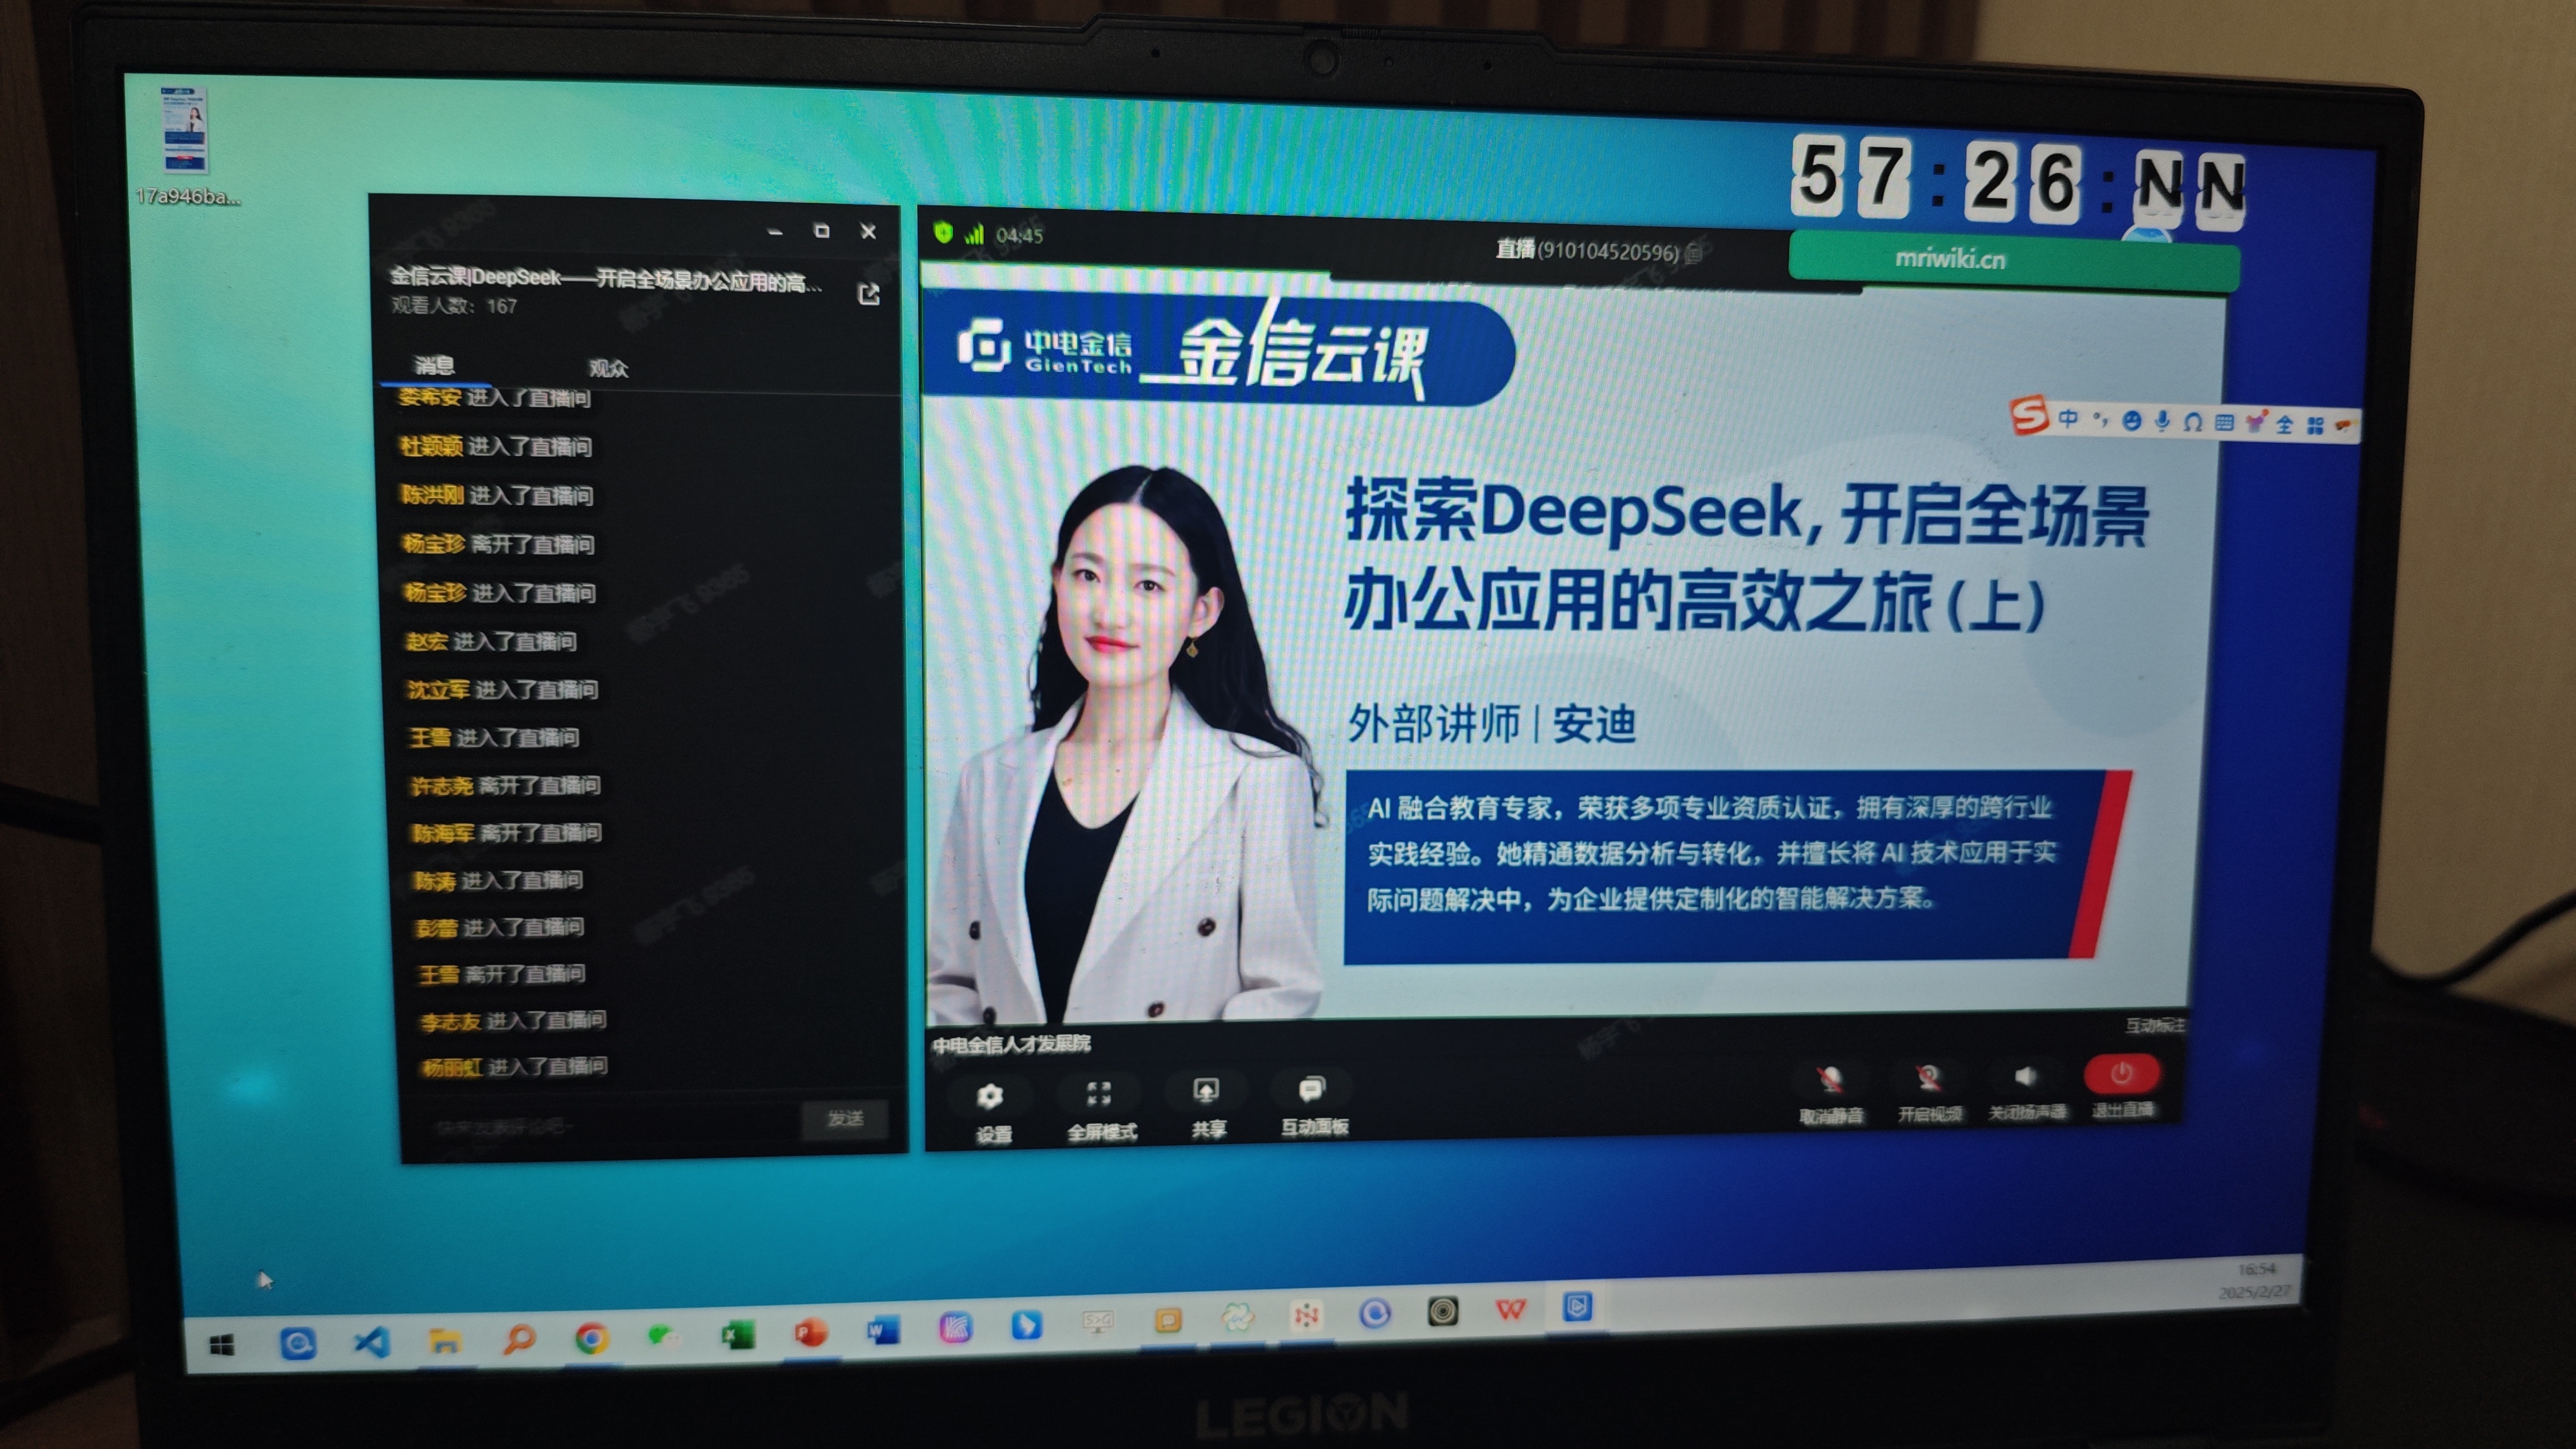 17a946ba...
57:26:NN
mriwiki.cn
金信云课|DeepSeek——开启全场景办公应用的高...
观看人数：167
消息
观众
娄希安 进入了直播间
杜颖颖 进入了直播间
陈洪刚 进入了直播间
杨宝珍 离开了直播间
杨宝珍 进入了直播间
赵宏 进入了直播间
沈立军 进入了直播间
王雪 进入了直播间
许志尧 离开了直播间
陈海军 离开了直播间
陈涛 进入了直播间
彭蕾 进入了直播间
王雪 离开了直播间
李志友 进入了直播间
杨丽虹 进入了直播间
快来发表评论吧~
发送
04:45
直播(910104520596)
中电金信
GienTech
金信云课
中
全
探索DeepSeek, 开启全场景
办公应用的高效之旅(上)
外部讲师 | 安迪
AI 融合教育专家，荣获多项专业资质认证，拥有深厚的跨行业
实践经验。她精通数据分析与转化，并擅长将 AI 技术应用于实
际问题解决中，为企业提供定制化的智能解决方案。
互动标注
中电金信人才发展院
设置
全屏模式
共享
互动面板
取消静音
开启视频
关闭扬声器
退出直播
16:54
2025/2/27
LEGION